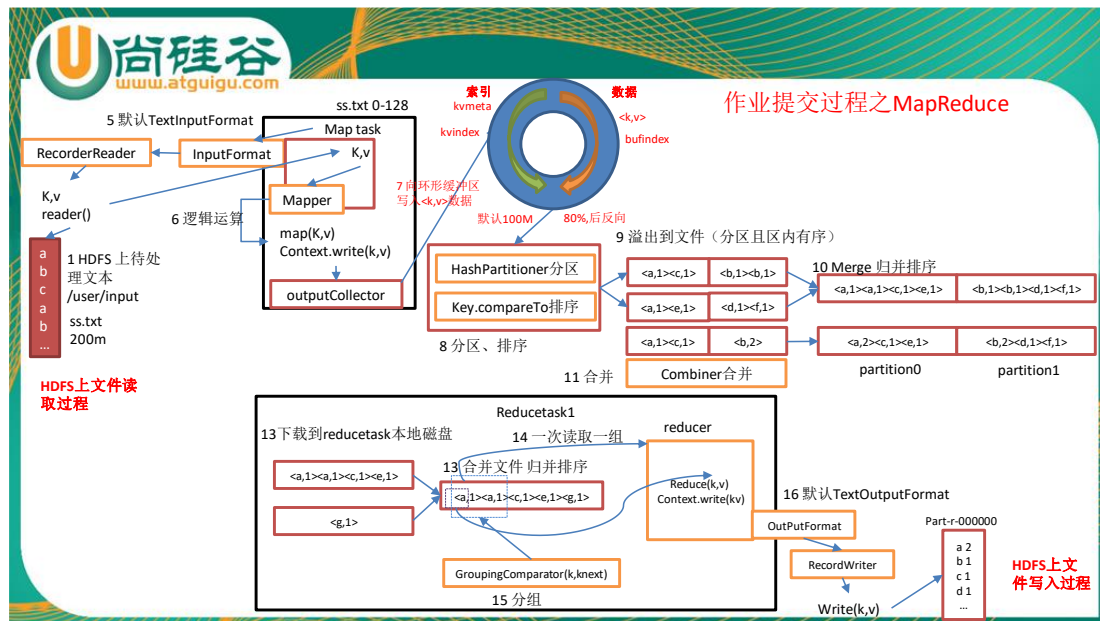 尚硅谷
www.atguigu.com
作业提交过程之MapReduce
索引
kvmeta
kvindex
数据
<k,v>
bufindex
ss.txt 0-128
5 默认TextInputFormat
Map task
RecorderReader
InputFormat
K,v
Mapper
K,v
reader()
6 逻辑运算
map(K,v)
Context.write(k,v)
outputCollector
7 向环形缓冲区
写入<k,v>数据
默认100M
80%,后反向
a
b
c
a
b
...
1 HDFS 上待处
理文本
/user/input
ss.txt
200m
HDFS上文件读
取过程
HashPartitioner分区
Key.compareTo排序
8 分区、排序
9 溢出到文件（分区且区内有序）
<a,1><c,1>
<b,1><b,1>
<a,1><e,1>
<d,1><f,1>
<a,1><c,1>
<b,2>
10 Merge 归并排序
<a,1><a,1><c,1><e,1>
<b,1><b,1><d,1><f,1>
<a,2><c,1><e,1>
<b,2><d,1><f,1>
partition0
partition1
11 合并
Combiner合并
Reducetask1
13下载到reducetask本地磁盘
<a,1><a,1><c,1><e,1>
<g,1>
13 合并文件 归并排序
<a,1><a,1><c,1><e,1><g,1>
14 一次读取一组
reducer
Reduce(k,v)
Context.write(kv)
GroupingComparator(k,knext)
15 分组
16 默认TextOutputFormat
OutPutFormat
RecordWriter
Write(k,v)
Part-r-000000
a 2
b 1
c 1
d 1
...
HDFS上文
件写入过程